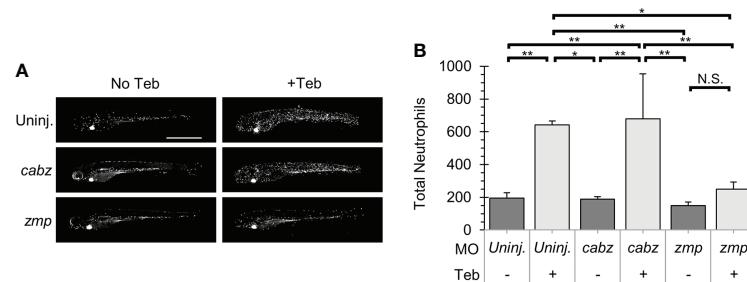 A
No Teb +Teb
Uninj.
cabz
zmp
B
*
**
** **
** * ** ** N.S.
Total Neutrophils
1000
800
600
400
200
0
MO Uninj. Uninj. cabz cabz zmp zmp
Teb - + - + - +